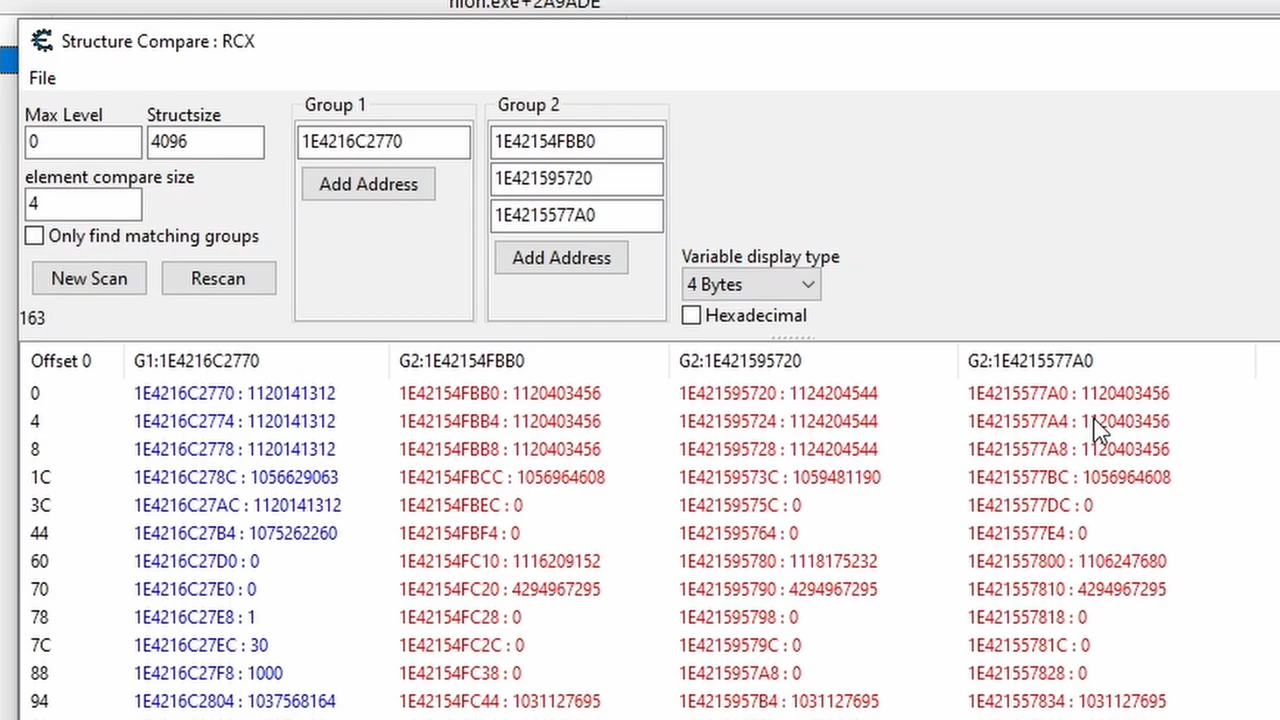 nion.exe+2A9ADE
Structure Compare : RCX
File
Max Level Structsize Group 1 Group 2
0 4096 1E4216C2770 1E42154FBB0
element compare size Add Address 1E421595720
4 1E4215577A0
Only find matching groups Add Address Variable display type
New Scan Rescan 4 Bytes
163 Hexadecimal
Offset 0 G1:1E4216C2770 G2:1E42154FBB0 G2:1E421595720 G2:1E4215577A0
0 1E4216C2770 : 1120141312 1E42154FBB0 : 1120403456 1E421595720 : 1124204544 1E4215577A0 : 1120403456
4 1E4216C2774 : 1120141312 1E42154FBB4 : 1120403456 1E421595724 : 1124204544 1E4215577A4 : 1120403456
8 1E4216C2778 : 1120141312 1E42154FBB8 : 1120403456 1E421595728 : 1124204544 1E4215577A8 : 1120403456
1C 1E4216C278C : 1056629063 1E42154FBCC : 1056964608 1E42159573C : 1059481190 1E4215577BC : 1056964608
3C 1E4216C27AC : 1120141312 1E42154FBEC : 0 1E42159575C : 0 1E4215577DC : 0
44 1E4216C27B4 : 1075262260 1E42154FBF4 : 0 1E421595764 : 0 1E4215577E4 : 0
60 1E4216C27D0 : 0 1E42154FC10 : 1116209152 1E421595780 : 1118175232 1E421557800 : 1106247680
70 1E4216C27E0 : 0 1E42154FC20 : 4294967295 1E421595790 : 4294967295 1E421557810 : 4294967295
78 1E4216C27E8 : 1 1E42154FC28 : 0 1E421595798 : 0 1E421557818 : 0
7C 1E4216C27EC : 30 1E42154FC2C : 0 1E42159579C : 0 1E42155781C : 0
88 1E4216C27F8 : 1000 1E42154FC38 : 0 1E4215957A8 : 0 1E421557828 : 0
94 1E4216C2804 : 1037568164 1E42154FC44 : 1031127695 1E4215957B4 : 1031127695 1E421557834 : 1031127695